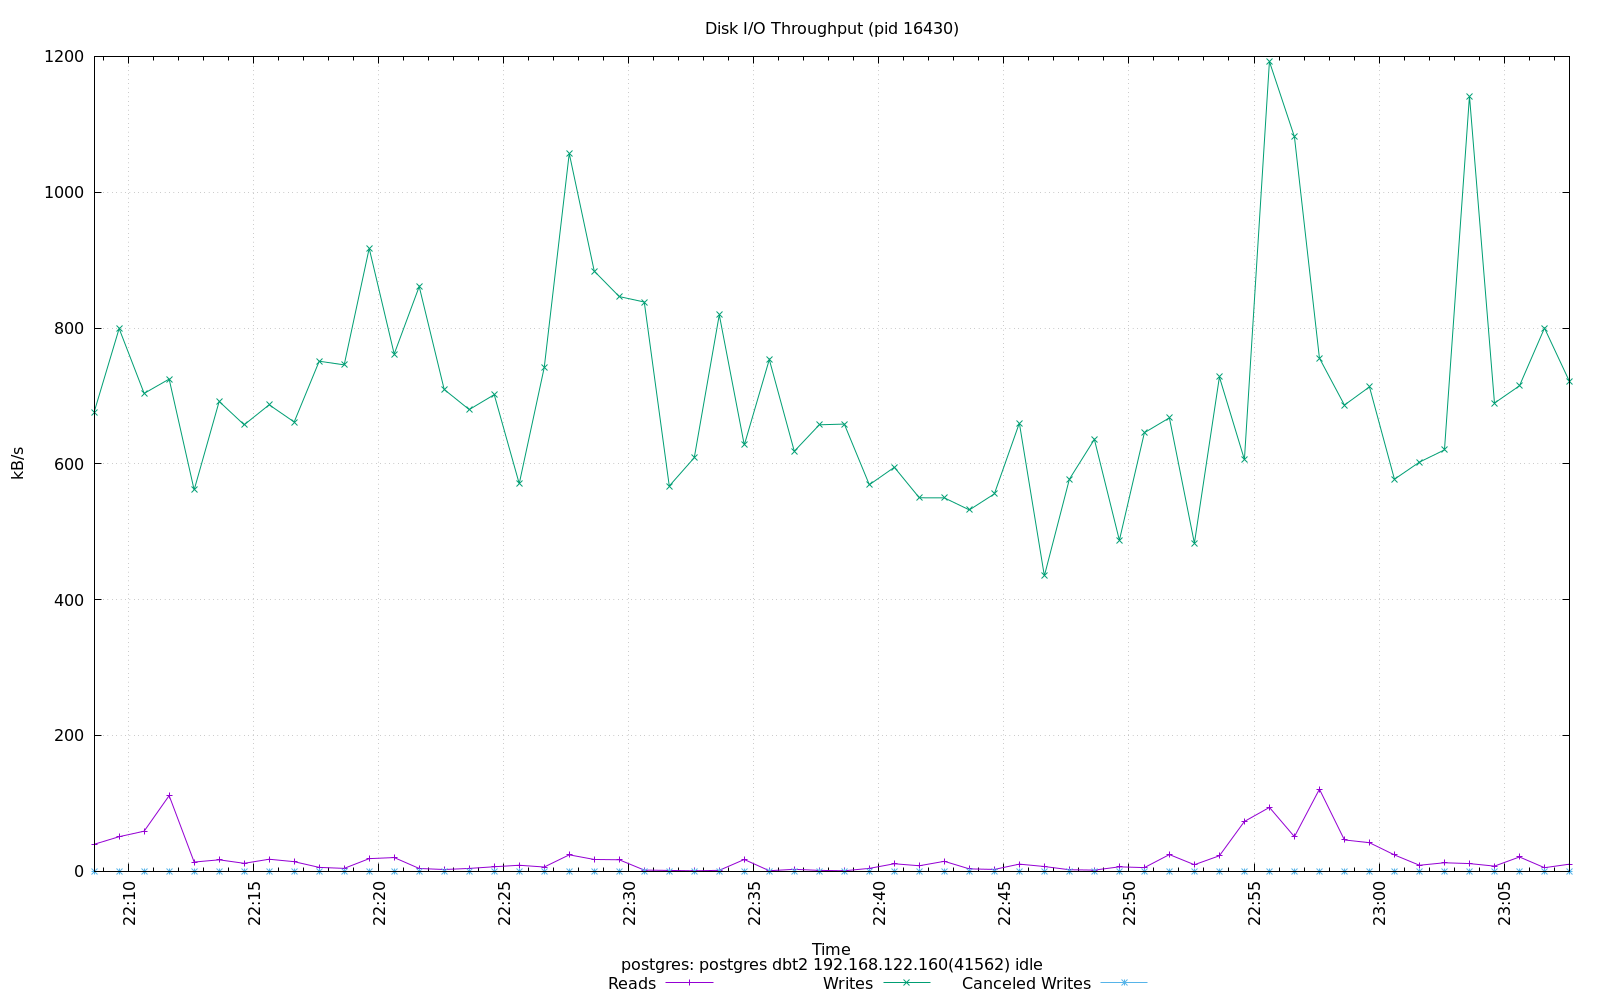 Disk I/O Throughput (pid 16430)
1200
1000
800
600
400
200
0
kB/s
22:10 22:15 22:20 22:25 22:30 22:35 22:40 22:45 22:50 22:55 23:00 23:05
Time
postgres: postgres dbt2 192.168.122.160(41562) idle
Reads Writes Canceled Writes